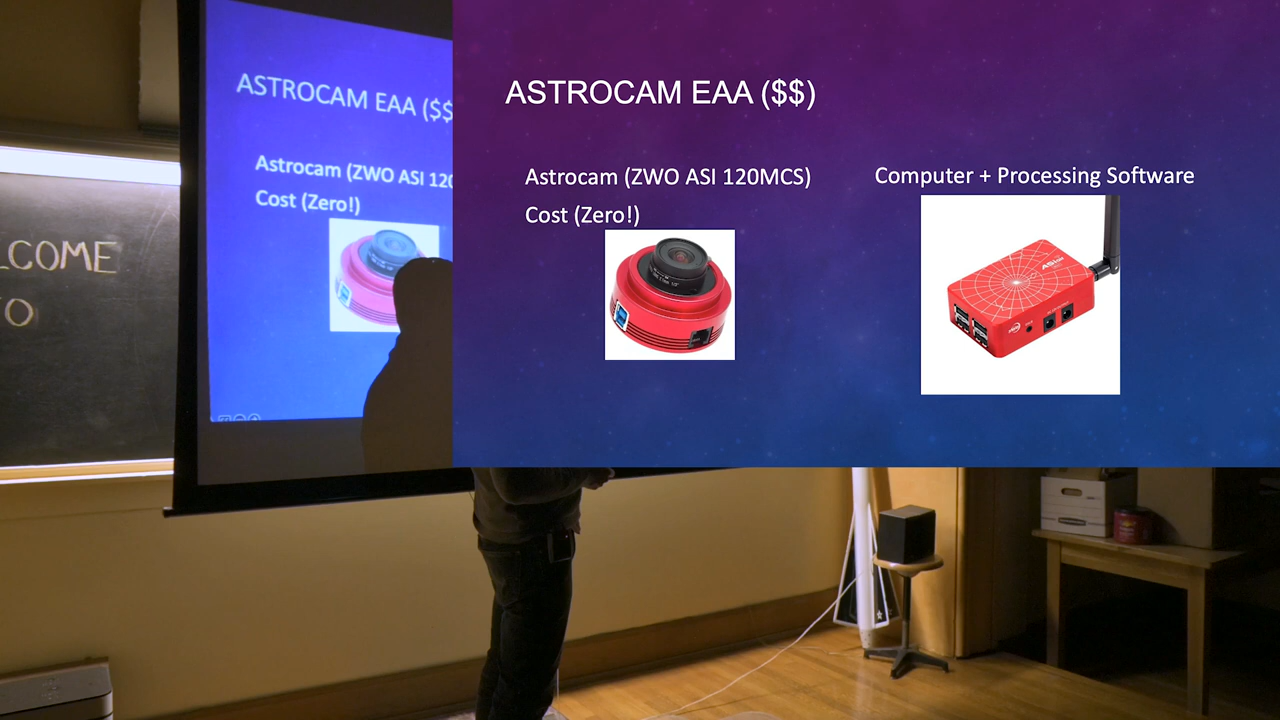 LCOME
O
ASTROCAM EAA ($$
Astrocam (ZWO ASI 120
Cost (Zero!)
ASTROCAM EAA ($$)
Astrocam (ZWO ASI 120MCS)
Cost (Zero!)
Computer + Processing Software